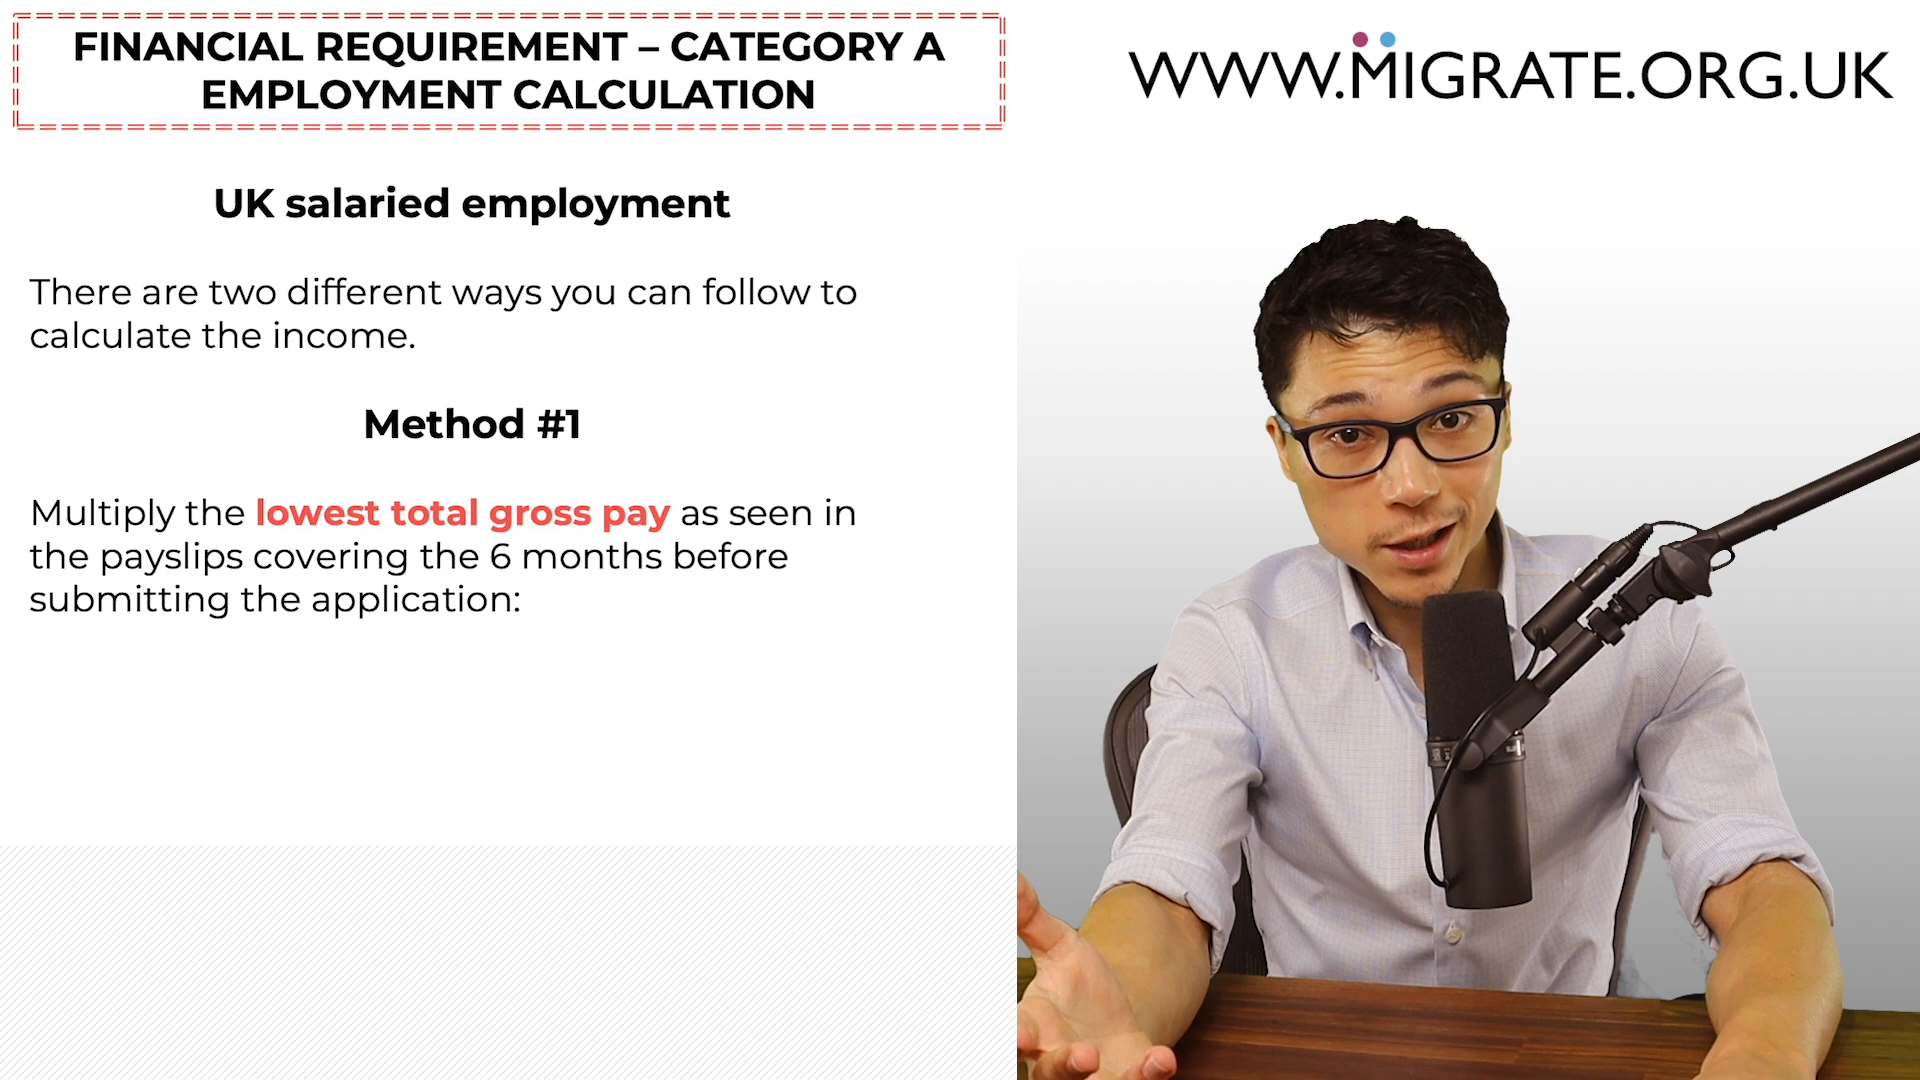 FINANCIAL REQUIREMENT – CATEGORY A
EMPLOYMENT CALCULATION
WWW.MIGRATE.ORG.UK
UK salaried employment
There are two different ways you can follow to
calculate the income.
Method #1
Multiply the lowest total gross pay as seen in
the payslips covering the 6 months before
submitting the application: